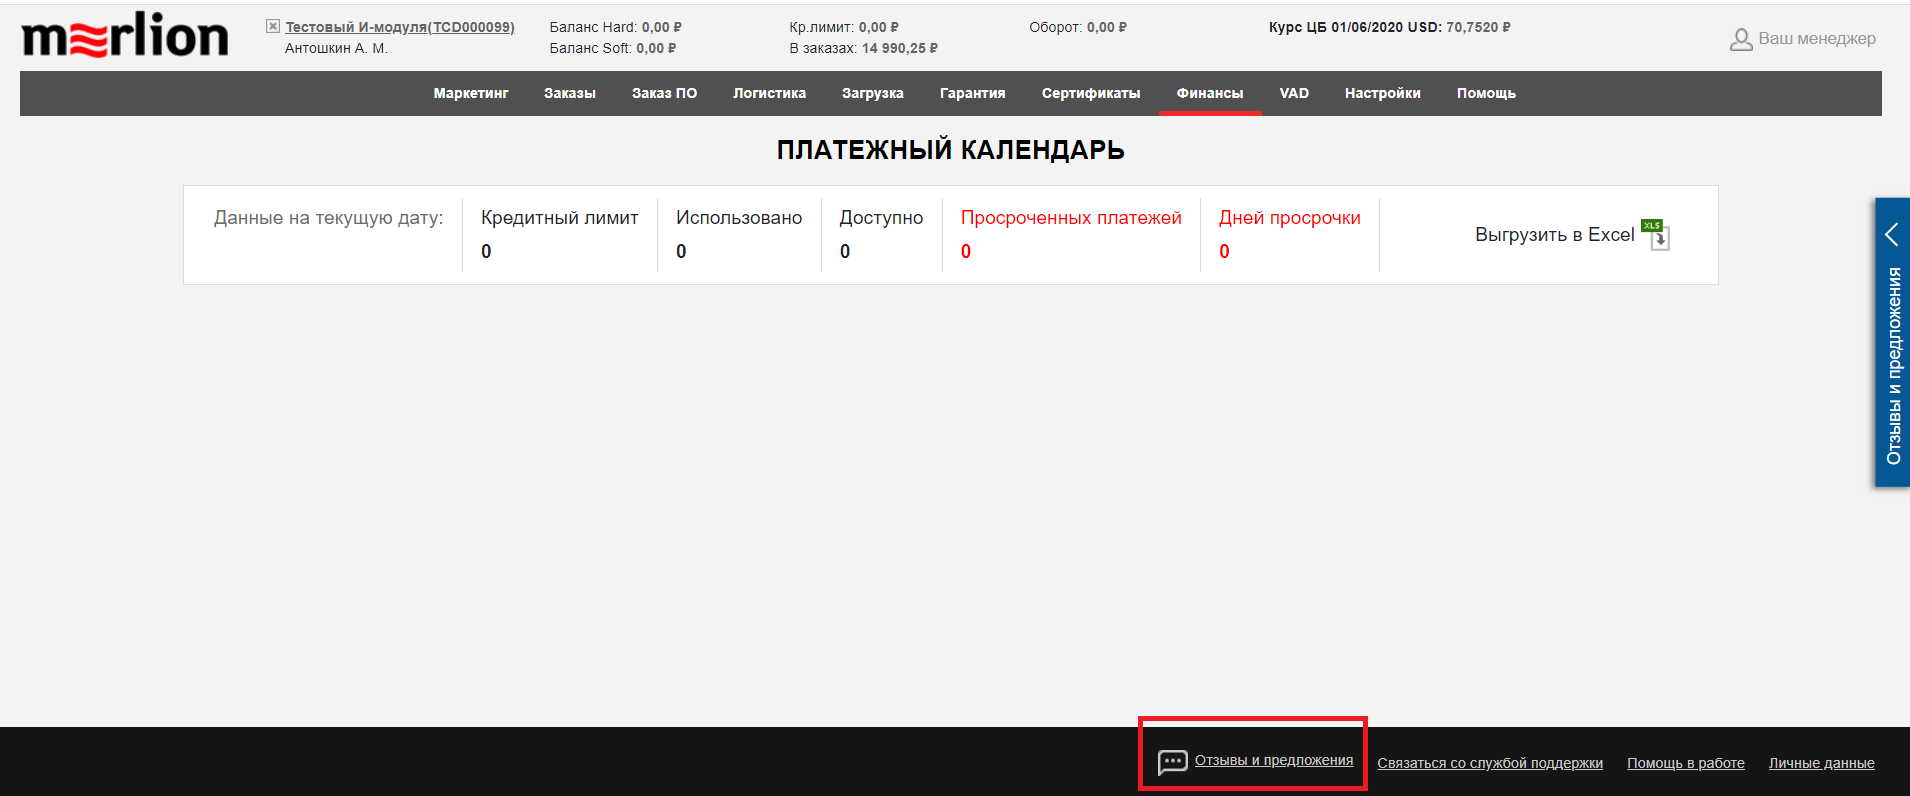 merlion
Тестовый И-модуля(TCD000099)
Антошкин А. М.
Баланс Hard: 0,00 ₽
Баланс Soft: 0,00 ₽
Кр.лимит: 0,00 ₽
В заказах: 14 990,25 ₽
Оборот: 0,00 ₽
Курс ЦБ 01/06/2020 USD: 70,7520 ₽
Ваш менеджер
Маркетинг Заказы Заказ ПО Логистика Загрузка Гарантия Сертификаты Финансы VAD Настройки Помощь
ПЛАТЕЖНЫЙ КАЛЕНДАРЬ
Данные на текущую дату:
Кредитный лимит
0
Использовано
0
Доступно
0
Просроченных платежей
0
Дней просрочки
0
Выгрузить в Excel
XLS
Отзывы и предложения
Отзывы и предложения Связаться со службой поддержки Помощь в работе Личные данные